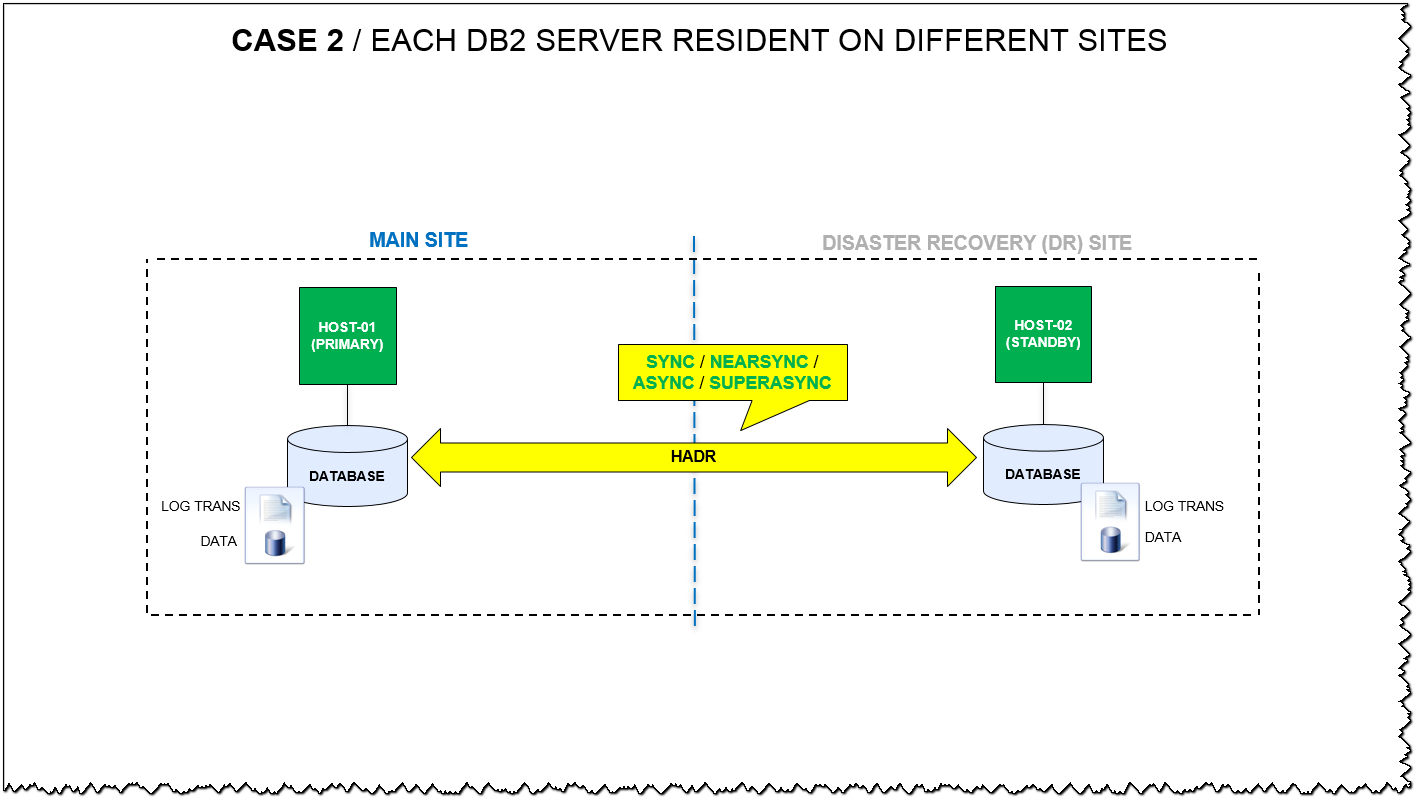 CASE 2 / EACH DB2 SERVER RESIDENT ON DIFFERENT SITES
MAIN SITE
DISASTER RECOVERY (DR) SITE
HOST-01
(PRIMARY)
HOST-02
(STANDBY)
SYNC / NEARSYNC /
ASYNC / SUPERASYNC
HADR
DATABASE
DATABASE
LOG TRANS
DATA
LOG TRANS
DATA